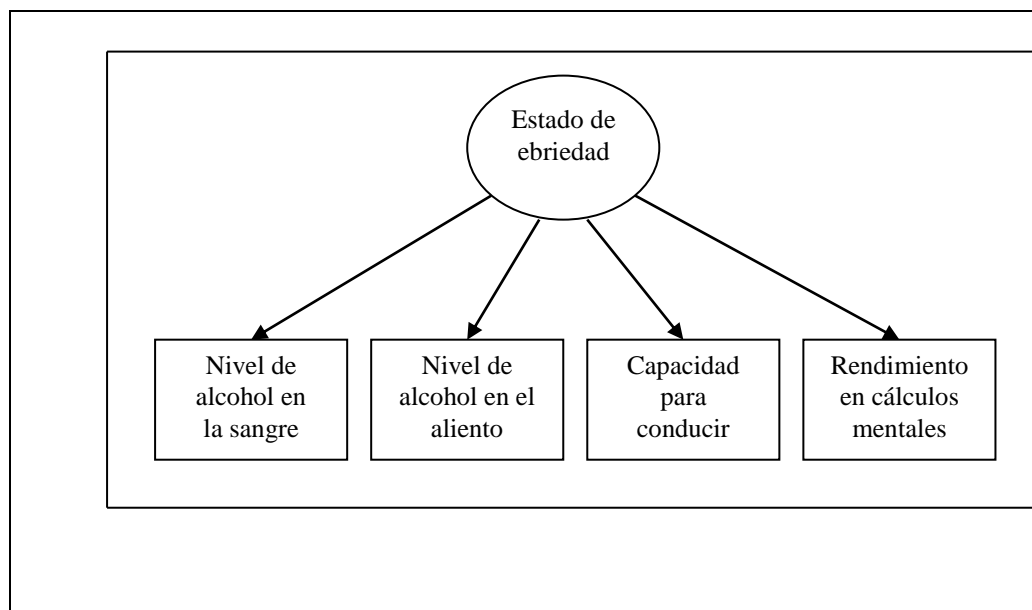 Estado de
ebriedad
Nivel de
alcohol en
la sangre
Nivel de
alcohol en el
aliento
Capacidad
para
conducir
Rendimiento
en cálculos
mentales